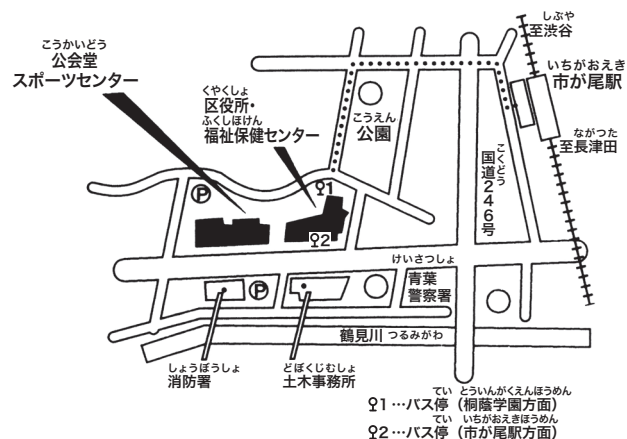 こうかいどう
公会堂
スポーツセンター
くやくしょ
区役所・
ふくしほけん
福祉保健センター
こうえん
公園
しぶや
至渋谷
いちがおえき
市が尾駅
ながつた
至長津田
こくどう
国道246号
P
1
2
けいさつしょ
青葉
警察署
P
鶴見川 つるみがわ
しょうぼうしょ
消防署
どぼくじむしょ
土木事務所
てい とういんがくえんほうめん
1…バス停（桐蔭学園方面）
てい いちがおえきほうめん
2…バス停（市が尾駅方面）